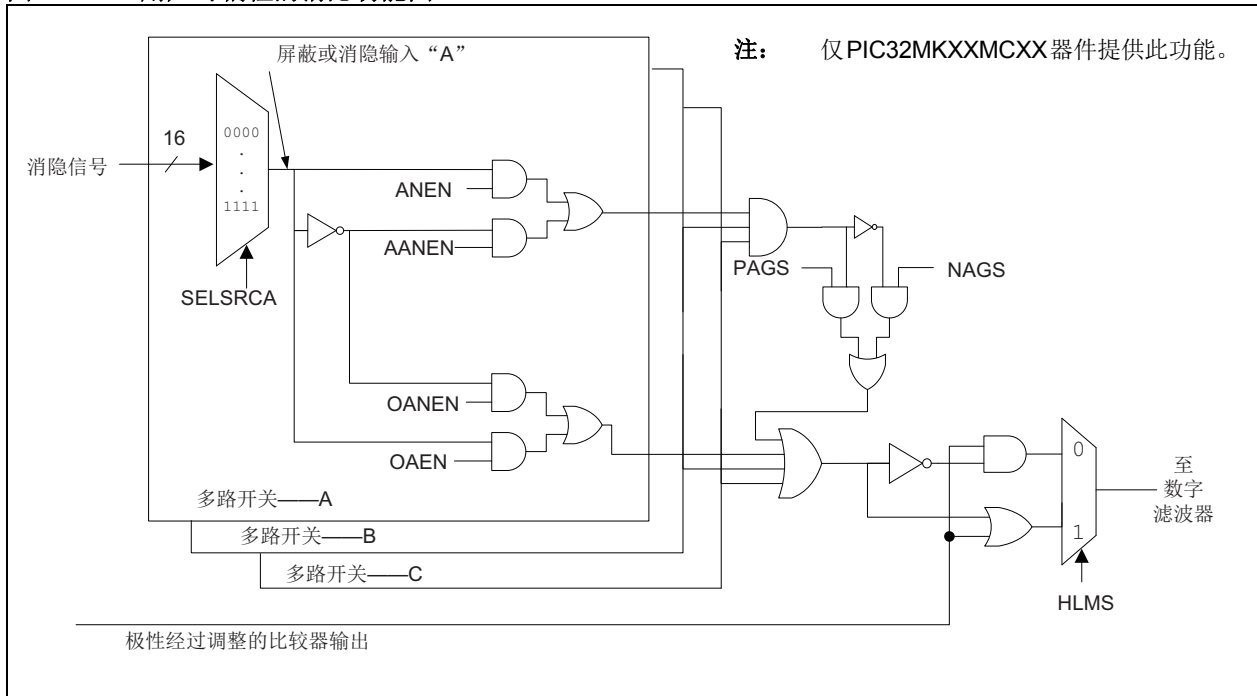 屏蔽或消隐输入“A”
注： 仅PIC32MKXXMCXX器件提供此功能。
消隐信号
16
0000
.
.
.
1111
SELSRCA
ANEN
AANEN
PAGS
NAGS
OANEN
OAEN
多路开关——A
多路开关——B
多路开关——C
0
1
至
数字
滤波器
HLMS
极性经过调整的比较器输出